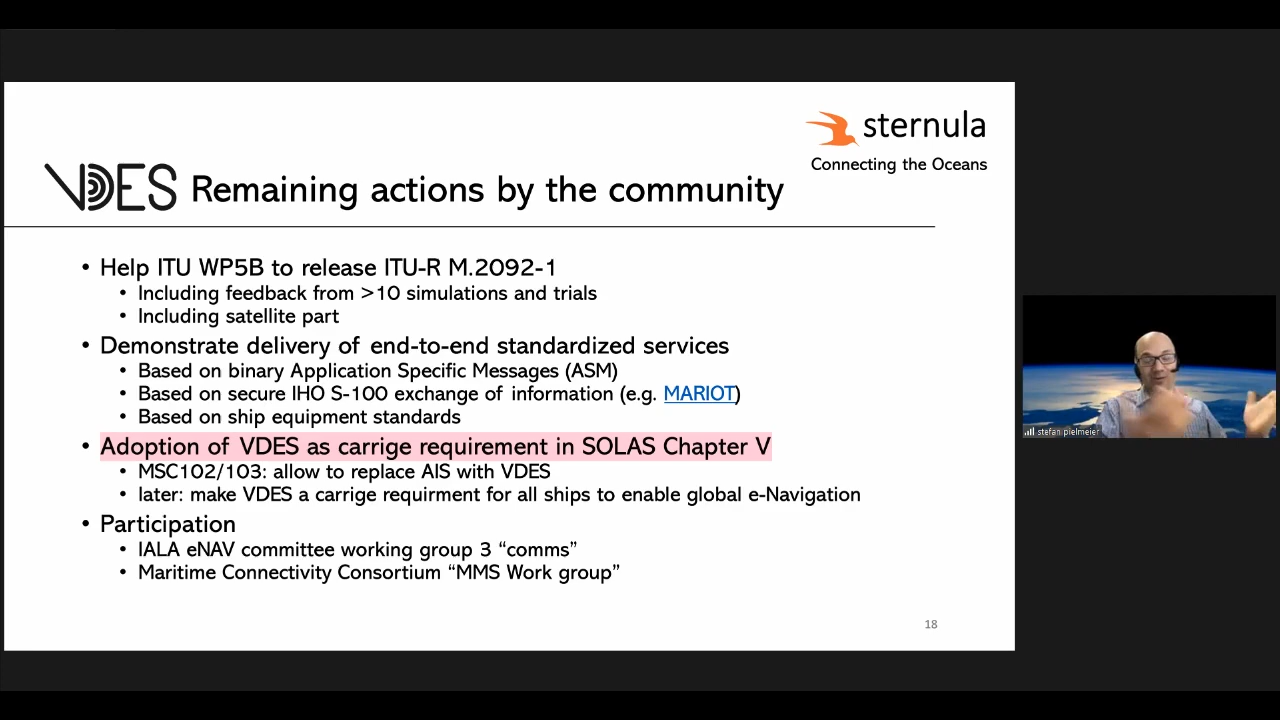 sternula
Connecting the Oceans
VDES Remaining actions by the community
• Help ITU WP5B to release ITU-R M.2092-1
• Including feedback from >10 simulations and trials
• Including satellite part
• Demonstrate delivery of end-to-end standardized services
• Based on binary Application Specific Messages (ASM)
• Based on secure IHO S-100 exchange of information (e.g. MARIOT)
• Based on ship equipment standards
• Adoption of VDES as carrige requirement in SOLAS Chapter V
• MSC102/103: allow to replace AIS with VDES
• later: make VDES a carrige requirment for all ships to enable global e-Navigation
• Participation
• IALA eNAV committee working group 3 “comms”
• Maritime Connectivity Consortium “MMS Work group”
18
stefan pielmeier